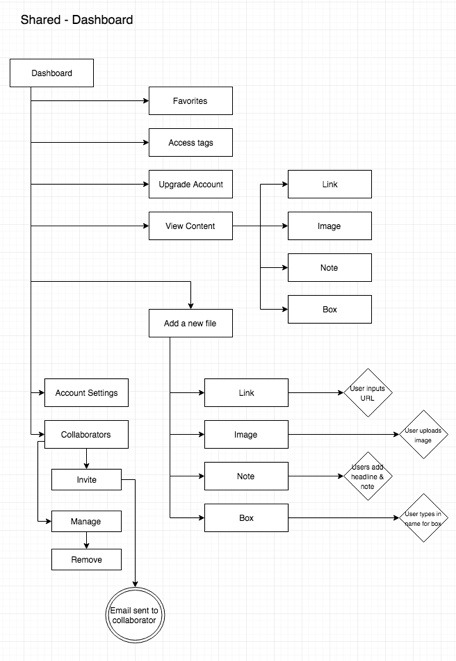 Shared - Dashboard
Dashboard
Favorites
Access tags
Upgrade Account
View Content
Link
Image
Note
Box
Add a new file
Account Settings
Link
User inputs
URL
Collaborators
Image
User uploads
image
Invite
Note
Users add
headline &
note
Manage
Box
User types in
name for box
Remove
Email sent to
collaborator